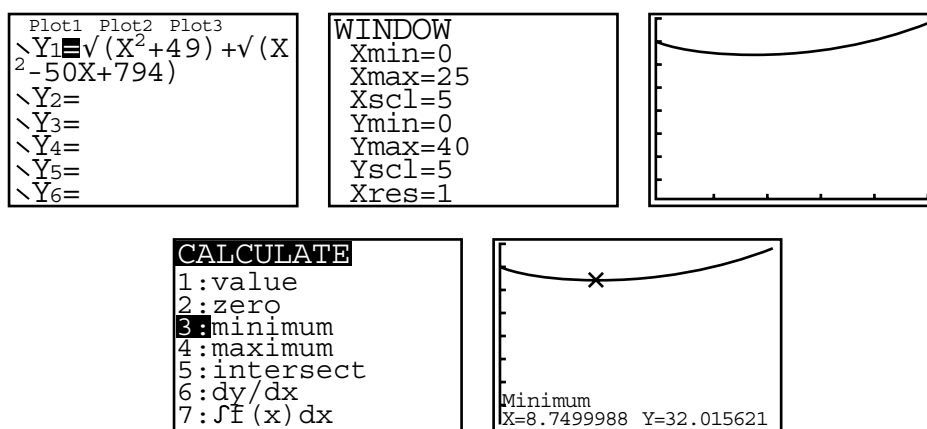 Plot1 Plot2 Plot3
\Y₁=√(X²+49)+√(X
²-50X+794)
\Y₂=
\Y₃=
\Y₄=
\Y₅=
\Y₆=
WINDOW
Xmin=0
Xmax=25
Xscl=5
Ymin=0
Ymax=40
Yscl=5
Xres=1
CALCULATE
1:value
2:zero
3:minimum
4:maximum
5:intersect
6:dy/dx
7:∫f(x)dx
Minimum
X=8.7499988 Y=32.015621